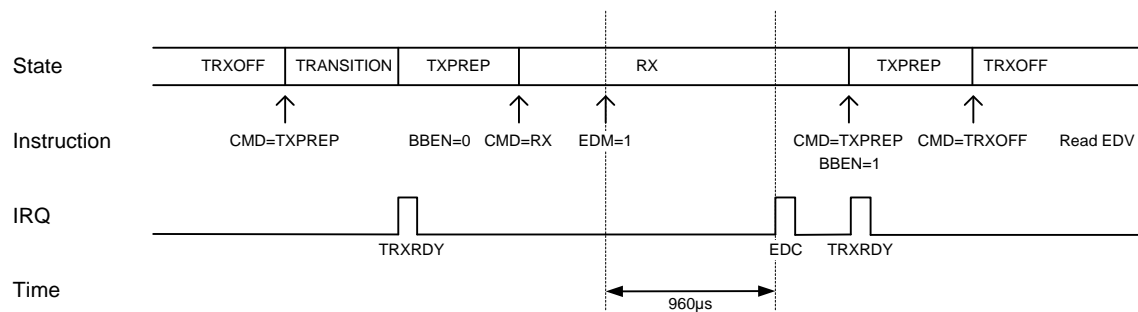 State
TRXOFF TRANSITION TXPREP RX TXPREP TRXOFF
Instruction
CMD=TXPREP BBEN=0 CMD=RX EDM=1 CMD=TXPREP CMD=TRXOFF Read EDV
BBEN=1
IRQ
TRXRDY EDC TRXRDY
Time
960µs